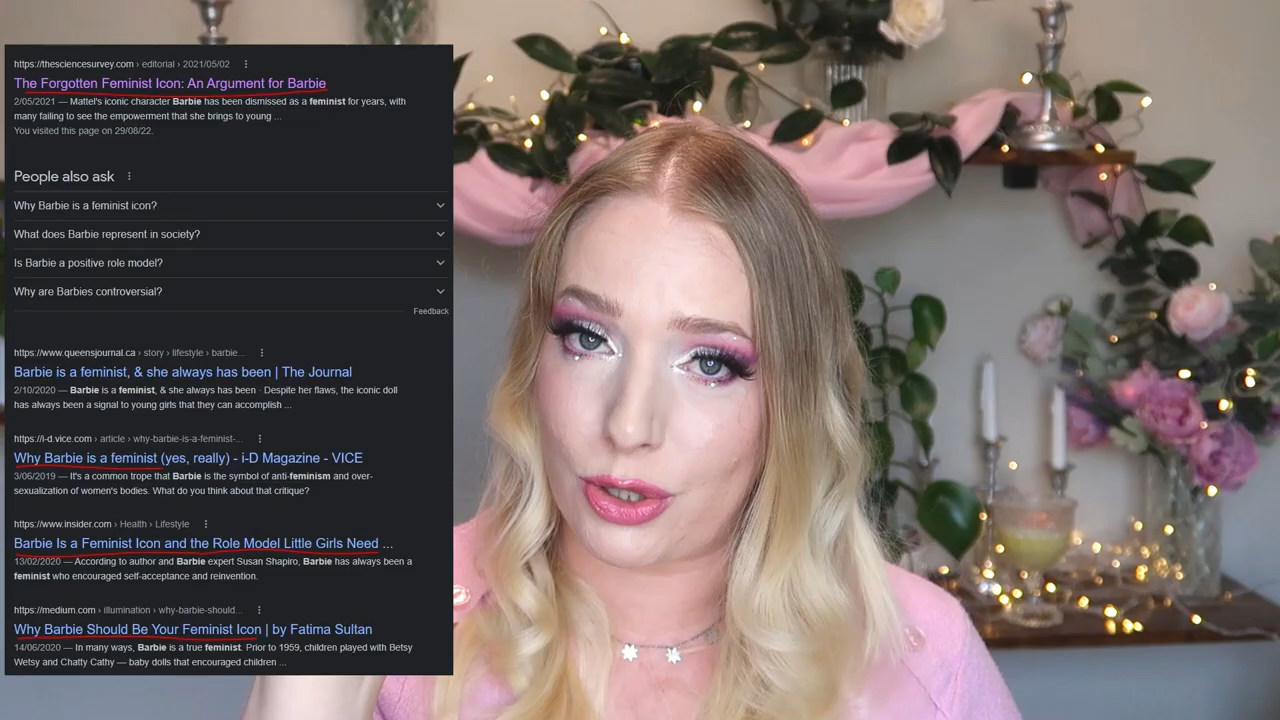 https://thesciencesurvey.com › editorial › 2021/05/02
The Forgotten Feminist Icon: An Argument for Barbie
2/05/2021 — Mattel's iconic character Barbie has been dismissed as a feminist for years, with
many failing to see the empowerment that she brings to young ...
You visited this page on 29/08/22.
People also ask
Why Barbie is a feminist icon?
What does Barbie represent in society?
Is Barbie a positive role model?
Why are Barbies controversial?
Feedback
https://www.queensjournal.ca › story › lifestyle › barbie...
Barbie is a feminist, & she always has been | The Journal
2/10/2020 — Barbie is a feminist, & she always has been · Despite her flaws, the iconic doll
has always been a signal to young girls that they can accomplish ...
https://i-d.vice.com › article › why-barbie-is-a-feminist-...
Why Barbie is a feminist (yes, really) - i-D Magazine - VICE
3/06/2019 — It's a common trope that Barbie is the symbol of anti-feminism and over-
sexualization of women's bodies. What do you think about that critique?
https://www.insider.com › Health › Lifestyle
Barbie Is a Feminist Icon and the Role Model Little Girls Need ...
13/02/2020 — According to author and Barbie expert Susan Shapiro, Barbie has always been a
feminist who encouraged self-acceptance and reinvention.
https://medium.com › illumination › why-barbie-should...
Why Barbie Should Be Your Feminist Icon | by Fatima Sultan
14/06/2020 — In many ways, Barbie is a true feminist. Prior to 1959, children played with Betsy
Wetsy and Chatty Cathy — baby dolls that encouraged children ...